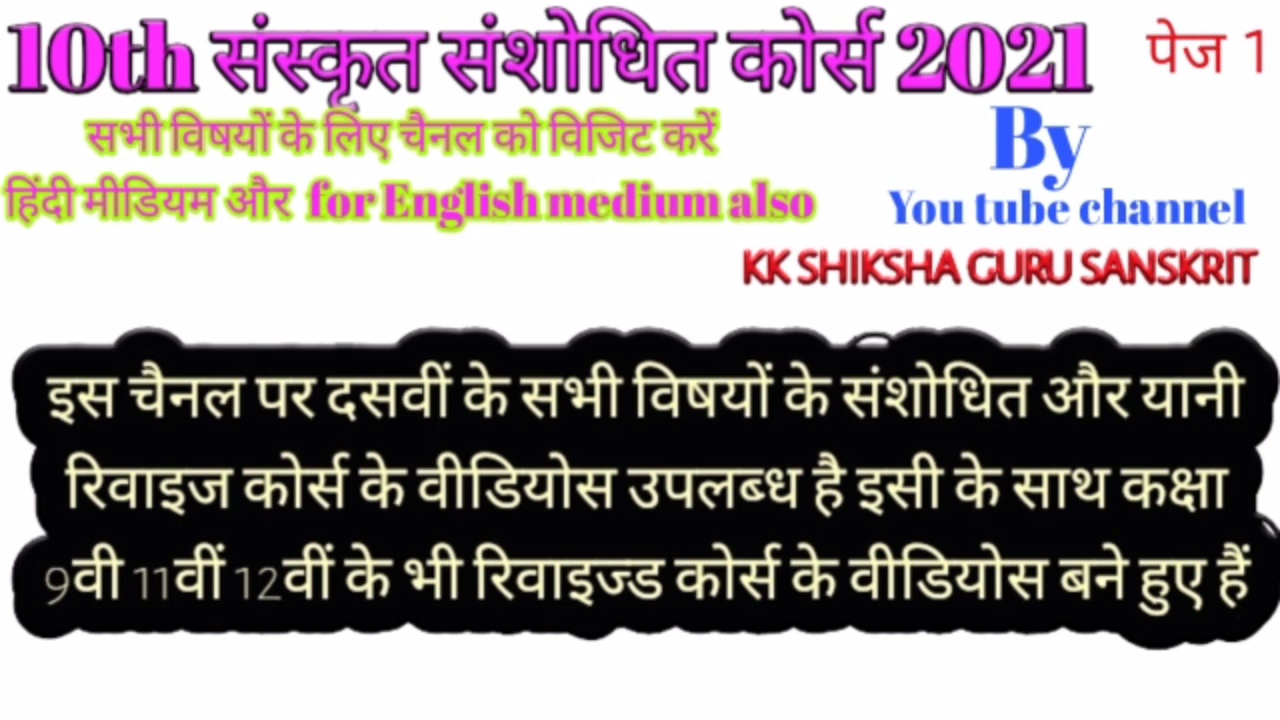 10th संस्कृत संशोधित कोर्स 2021 पेज 1
सभी विषयों के लिए चैनल को विजिट करें
By
हिंदी मीडियम और for English medium also
You tube channel
KK SHIKSHA GURU SANSKRIT
इस चैनल पर दसवीं के सभी विषयों के संशोधित और यानी
रिवाइज कोर्स के वीडियोस उपलब्ध है इसी के साथ कक्षा
9वी 11वीं 12वीं के भी रिवाइज्ड कोर्स के वीडियोस बने हुए हैं